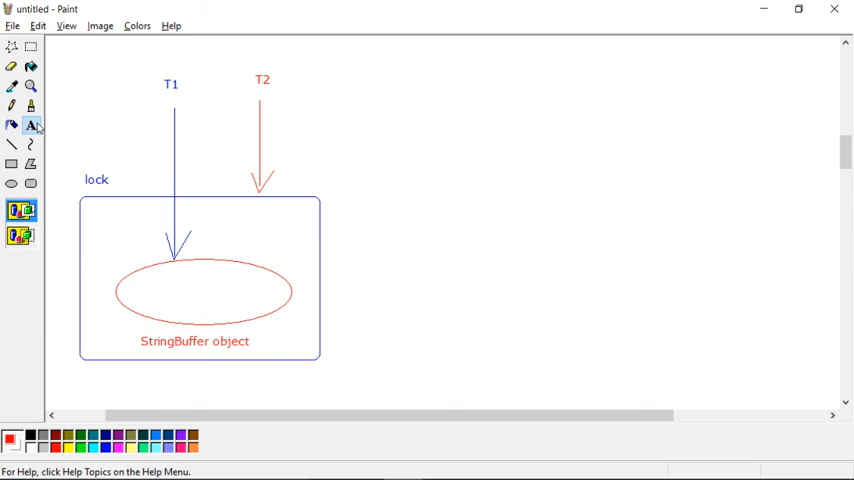 untitled - Paint
File Edit View Image Colors Help
A
T1
T2
lock
StringBuffer object
For Help, click Help Topics on the Help Menu.